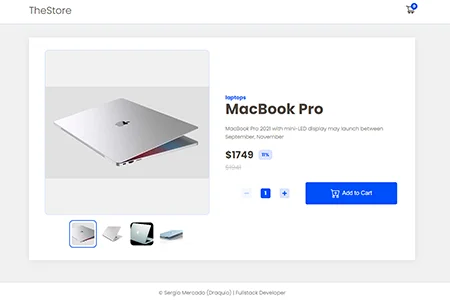 TheStore
0
laptops
MacBook Pro
MacBook Pro 2021 with mini-LED display may launch between
September, November
$1749 11%
− 1 +
Add to Cart
© Sergio Mercado (Draquio) | Fullstack Developer